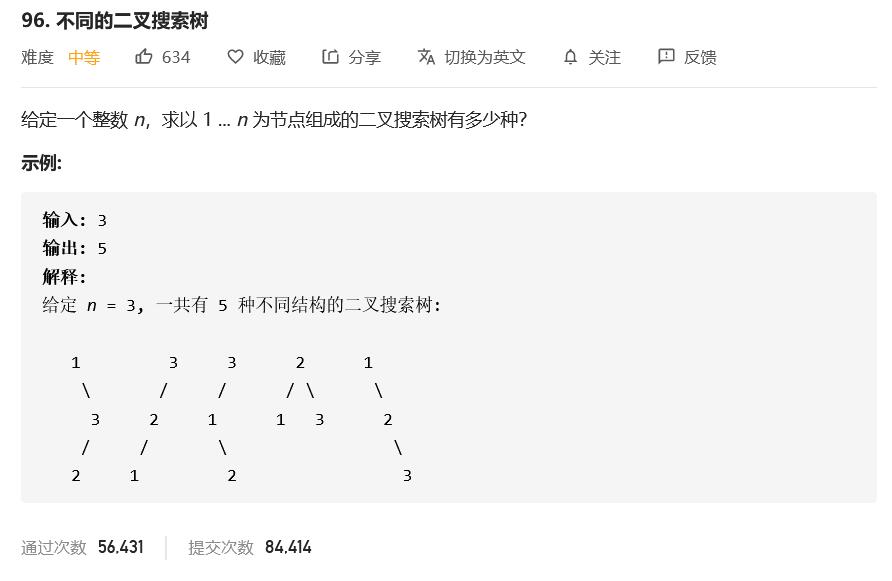 96. 不同的二叉搜索树
难度 中等 634 收藏 分享 切换为英文 关注 反馈
给定一个整数 n，求以 1 ... n 为节点组成的二叉搜索树有多少种？
示例:
输入: 3
输出: 5
解释:
给定 n = 3, 一共有 5 种不同结构的二叉搜索树:
1 3 3 2 1
\ / / / \ \
3 2 1 1 3 2
/ / \ \
2 1 2 3
通过次数 56,431 提交次数 84,414